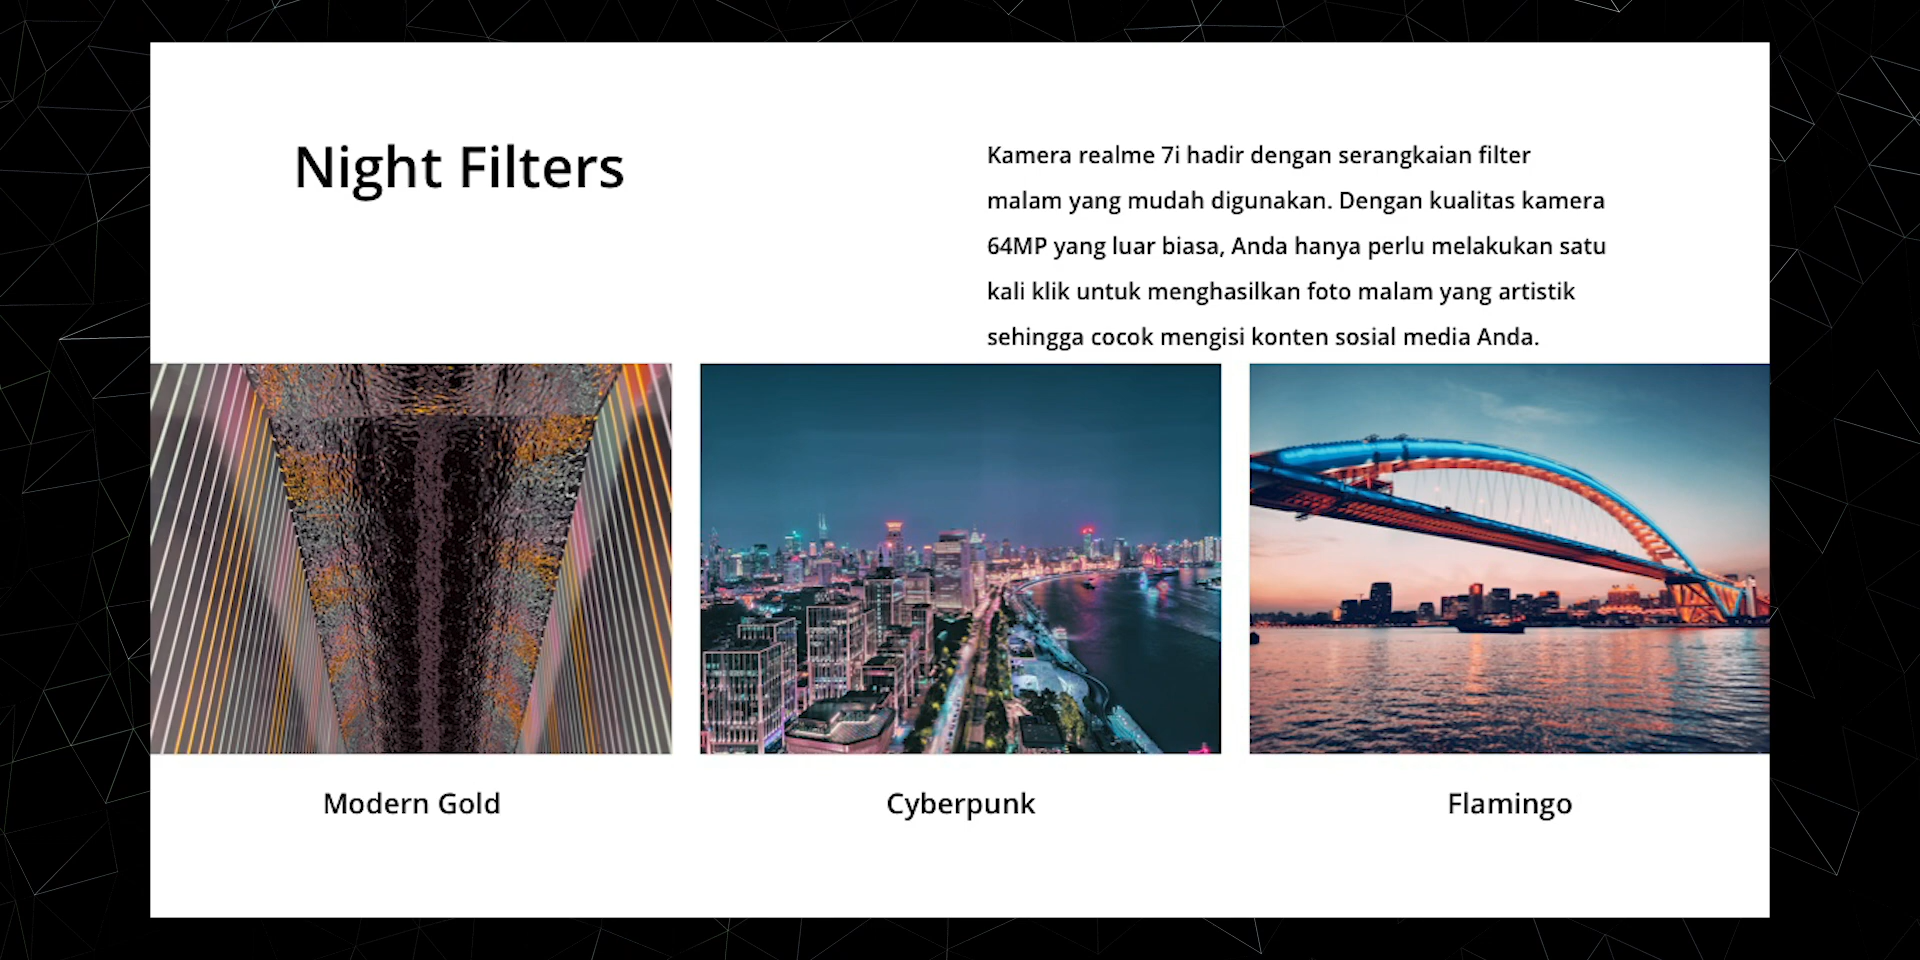 Night Filters
Kamera realme 7i hadir dengan serangkaian filter
malam yang mudah digunakan. Dengan kualitas kamera
64MP yang luar biasa, Anda hanya perlu melakukan satu
kali klik untuk menghasilkan foto malam yang artistik
sehingga cocok mengisi konten sosial media Anda.
Modern Gold
Cyberpunk
Flamingo